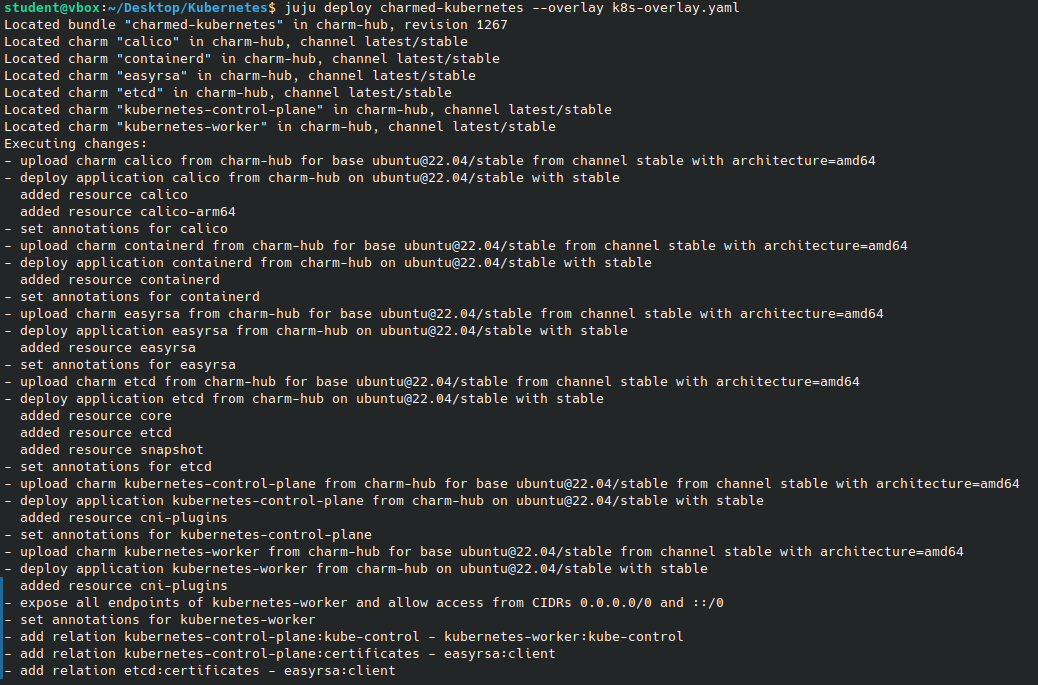 student@vbox:~/Desktop/Kubernetes$ juju deploy charmed-kubernetes --overlay k8s-overlay.yaml
Located bundle "charmed-kubernetes" in charm-hub, revision 1267
Located charm "calico" in charm-hub, channel latest/stable
Located charm "containerd" in charm-hub, channel latest/stable
Located charm "easyrsa" in charm-hub, channel latest/stable
Located charm "etcd" in charm-hub, channel latest/stable
Located charm "kubernetes-control-plane" in charm-hub, channel latest/stable
Located charm "kubernetes-worker" in charm-hub, channel latest/stable
Executing changes:
- upload charm calico from charm-hub for base ubuntu@22.04/stable from channel stable with architecture=amd64
- deploy application calico from charm-hub on ubuntu@22.04/stable with stable
  added resource calico
  added resource calico-arm64
- set annotations for calico
- upload charm containerd from charm-hub for base ubuntu@22.04/stable from channel stable with architecture=amd64
- deploy application containerd from charm-hub on ubuntu@22.04/stable with stable
  added resource containerd
- set annotations for containerd
- upload charm easyrsa from charm-hub for base ubuntu@22.04/stable from channel stable with architecture=amd64
- deploy application easyrsa from charm-hub on ubuntu@22.04/stable with stable
  added resource easyrsa
- set annotations for easyrsa
- upload charm etcd from charm-hub for base ubuntu@22.04/stable from channel stable with architecture=amd64
- deploy application etcd from charm-hub on ubuntu@22.04/stable with stable
  added resource core
  added resource etcd
  added resource snapshot
- set annotations for etcd
- upload charm kubernetes-control-plane from charm-hub for base ubuntu@22.04/stable from channel stable with architecture=amd64
- deploy application kubernetes-control-plane from charm-hub on ubuntu@22.04/stable with stable
  added resource cni-plugins
- set annotations for kubernetes-control-plane
- upload charm kubernetes-worker from charm-hub for base ubuntu@22.04/stable from channel stable with architecture=amd64
- deploy application kubernetes-worker from charm-hub on ubuntu@22.04/stable with stable
  added resource cni-plugins
- expose all endpoints of kubernetes-worker and allow access from CIDRs 0.0.0.0/0 and ::/0
- set annotations for kubernetes-worker
- add relation kubernetes-control-plane:kube-control - kubernetes-worker:kube-control
- add relation kubernetes-control-plane:certificates - easyrsa:client
- add relation etcd:certificates - easyrsa:client